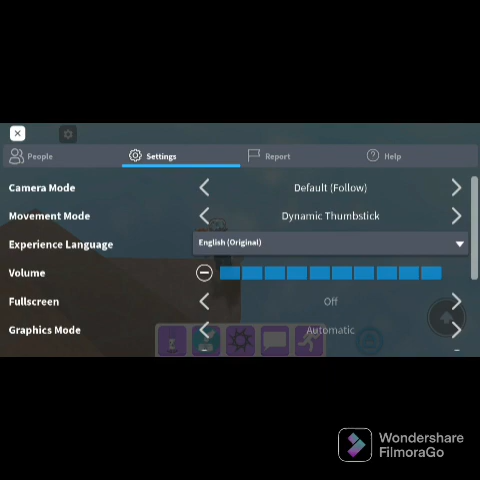 People
Settings
Report
Help
Camera Mode
Default (Follow)
Movement Mode
Dynamic Thumbstick
Experience Language
English (Original)
Volume
Fullscreen
Off
Graphics Mode
Automatic
Wondershare
FilmoraGo